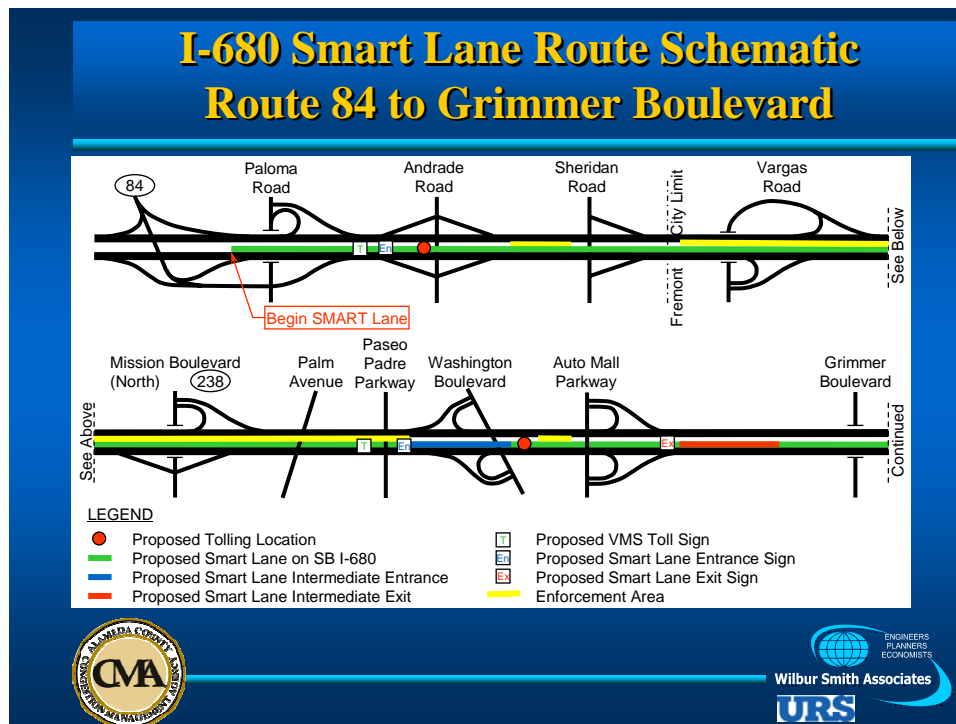 I-680 Smart Lane Route Schematic
Route 84 to Grimmer Boulevard
84
Paloma
Road
Andrade
Road
Sheridan
Road
Fremont City Limit
Vargas
Road
See Below
T
En
Begin SMART Lane
Mission Boulevard
(North) 238
Palm
Avenue
Paseo
Padre
Parkway
Washington
Boulevard
Auto Mall
Parkway
Grimmer
Boulevard
See Above
T
En
Ex
Continued
LEGEND
Proposed Tolling Location
Proposed Smart Lane on SB I-680
Proposed Smart Lane Intermediate Entrance
Proposed Smart Lane Intermediate Exit
T Proposed VMS Toll Sign
En Proposed Smart Lane Entrance Sign
Ex Proposed Smart Lane Exit Sign
Enforcement Area
ALAMEDA COUNTY
CMA
CONGESTION MANAGEMENT AGENCY
ENGINEERS
PLANNERS
ECONOMISTS
Wilbur Smith Associates
URS